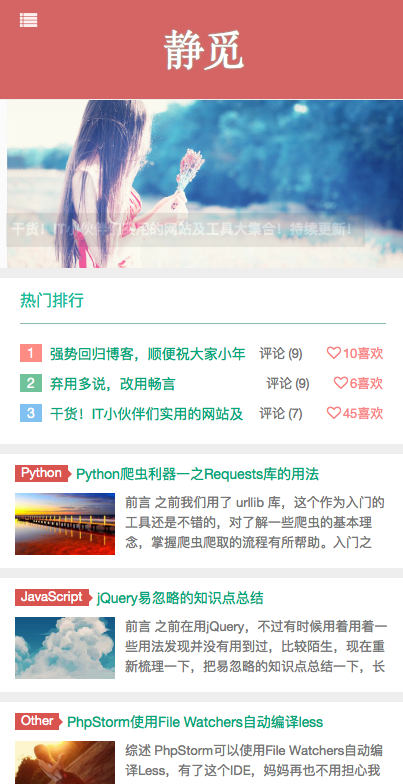 静觅
干货！IT小伙伴们实用的网站及工具大集合！持续更新！
热门排行
1 强势回归博客，顺便祝大家小年 评论 (9) 10喜欢
2 弃用多说，改用畅言 评论 (9) 6喜欢
3 干货！IT小伙伴们实用的网站及 评论 (7) 45喜欢
Python Python爬虫利器一之Requests库的用法
前言 之前我们用了 urllib 库，这个作为入门的
工具还是不错的，对了解一些爬虫的基本理
念，掌握爬虫爬取的流程有所帮助。入门之
JavaScript jQuery易忽略的知识点总结
前言 之前在用jQuery，不过有时候用着用着一
些用法发现并没有用到过，比较陌生，现在重
新梳理一下，把易忽略的知识点总结一下，长
Other PhpStorm使用File Watchers自动编译less
综述 PhpStorm可以使用File Watchers自动编
译Less，有了这个IDE，妈妈再也不用担心我